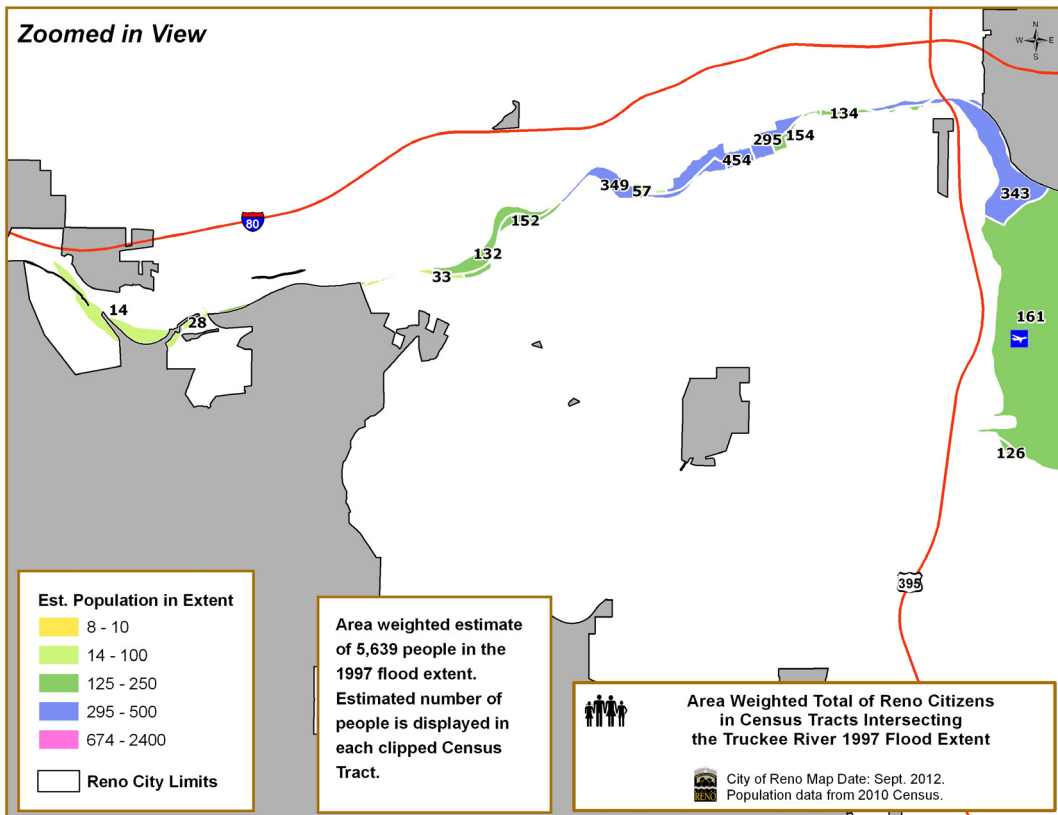 Zoomed in View
N
W E
S
134
295
154
454
349
57
343
152
132
33
80
14
28
161
126
395
Est. Population in Extent
8 - 10
14 - 100
125 - 250
295 - 500
674 - 2400
Reno City Limits
Area weighted estimate
of 5,639 people in the
1997 flood extent.
Estimated number of
people is displayed in
each clipped Census
Tract.
Area Weighted Total of Reno Citizens
in Census Tracts Intersecting
the Truckee River 1997 Flood Extent
RENO
City of Reno Map Date: Sept. 2012.
Population data from 2010 Census.